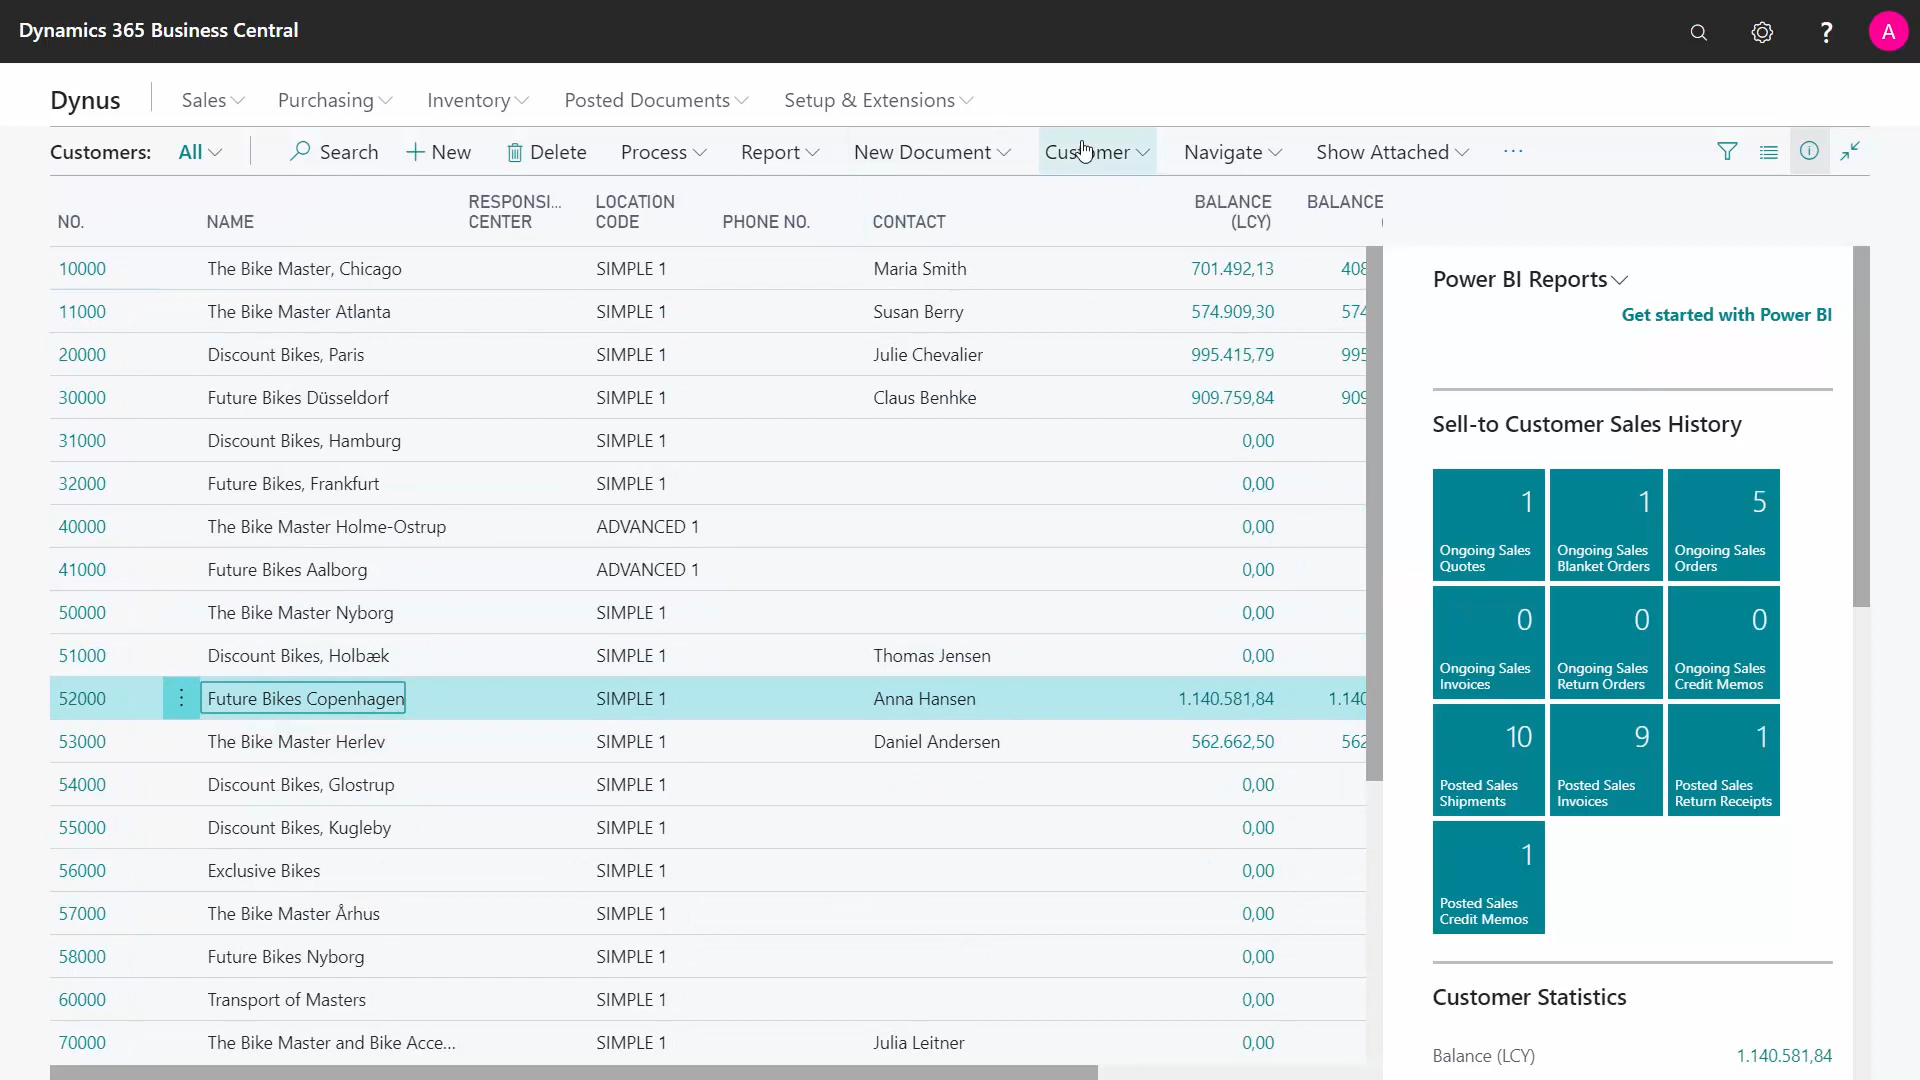 Dynamics 365 Business Central
?
A
Dynus
Sales
Purchasing
Inventory
Posted Documents
Setup & Extensions
Customers:
All
Search
New
Delete
Process
Report
New Document
Customer
Navigate
Show Attached
NO.
NAME
RESPONSI...
CENTER
LOCATION
CODE
PHONE NO.
CONTACT
BALANCE
(LCY)
BALANCE
10000 The Bike Master, Chicago SIMPLE 1 Maria Smith 701.492,13 408
11000 The Bike Master Atlanta SIMPLE 1 Susan Berry 574.909,30 574
20000 Discount Bikes, Paris SIMPLE 1 Julie Chevalier 995.415,79 995
30000 Future Bikes Düsseldorf SIMPLE 1 Claus Benhke 909.759,84 909
31000 Discount Bikes, Hamburg SIMPLE 1 0,00
32000 Future Bikes, Frankfurt SIMPLE 1 0,00
40000 The Bike Master Holme-Ostrup ADVANCED 1 0,00
41000 Future Bikes Aalborg ADVANCED 1 0,00
50000 The Bike Master Nyborg SIMPLE 1 0,00
51000 Discount Bikes, Holbæk SIMPLE 1 Thomas Jensen 0,00
52000 Future Bikes Copenhagen SIMPLE 1 Anna Hansen 1.140.581,84 1.140
53000 The Bike Master Herlev SIMPLE 1 Daniel Andersen 562.662,50 562
54000 Discount Bikes, Glostrup SIMPLE 1 0,00
55000 Discount Bikes, Kugleby SIMPLE 1 0,00
56000 Exclusive Bikes SIMPLE 1 0,00
57000 The Bike Master Århus SIMPLE 1 0,00
58000 Future Bikes Nyborg SIMPLE 1 0,00
60000 Transport of Masters SIMPLE 1 0,00
70000 The Bike Master and Bike Acce... SIMPLE 1 Julia Leitner 0,00
Power BI Reports
Get started with Power BI
Sell-to Customer Sales History
1
Ongoing Sales
Quotes
1
Ongoing Sales
Blanket Orders
5
Ongoing Sales
Orders
0
Ongoing Sales
Invoices
0
Ongoing Sales
Return Orders
0
Ongoing Sales
Credit Memos
10
Posted Sales
Shipments
9
Posted Sales
Invoices
1
Posted Sales
Return Receipts
1
Posted Sales
Credit Memos
Customer Statistics
Balance (LCY) 1.140.581,84